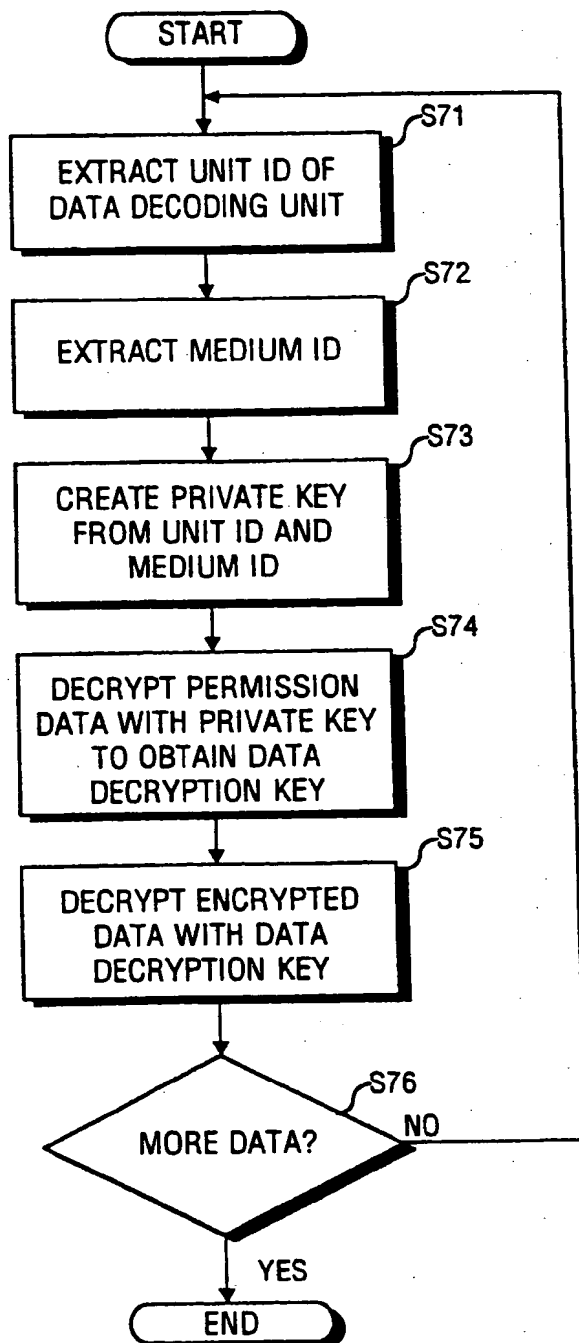 START
S71
EXTRACT UNIT ID OF
DATA DECODING UNIT
S72
EXTRACT MEDIUM ID
S73
CREATE PRIVATE KEY
FROM UNIT ID AND
MEDIUM ID
S74
DECRYPT PERMISSION
DATA WITH PRIVATE KEY
TO OBTAIN DATA
DECRYPTION KEY
S75
DECRYPT ENCRYPTED
DATA WITH DATA
DECRYPTION KEY
S76
MORE DATA?
NO
YES
END